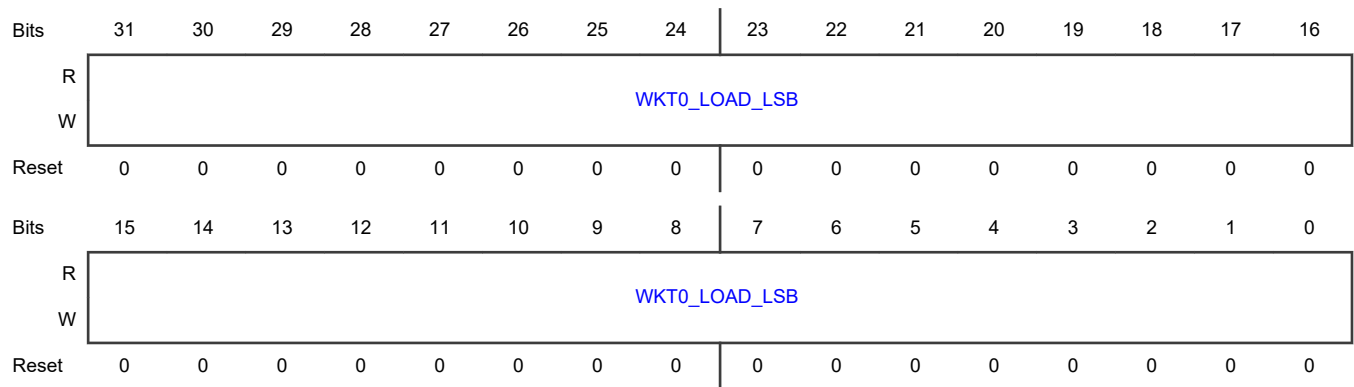 Bits 31 30 29 28 27 26 25 24 23 22 21 20 19 18 17 16
R
WKT0_LOAD_LSB
W
Reset 0 0 0 0 0 0 0 0 0 0 0 0 0 0 0 0
Bits 15 14 13 12 11 10 9 8 7 6 5 4 3 2 1 0
R
WKT0_LOAD_LSB
W
Reset 0 0 0 0 0 0 0 0 0 0 0 0 0 0 0 0